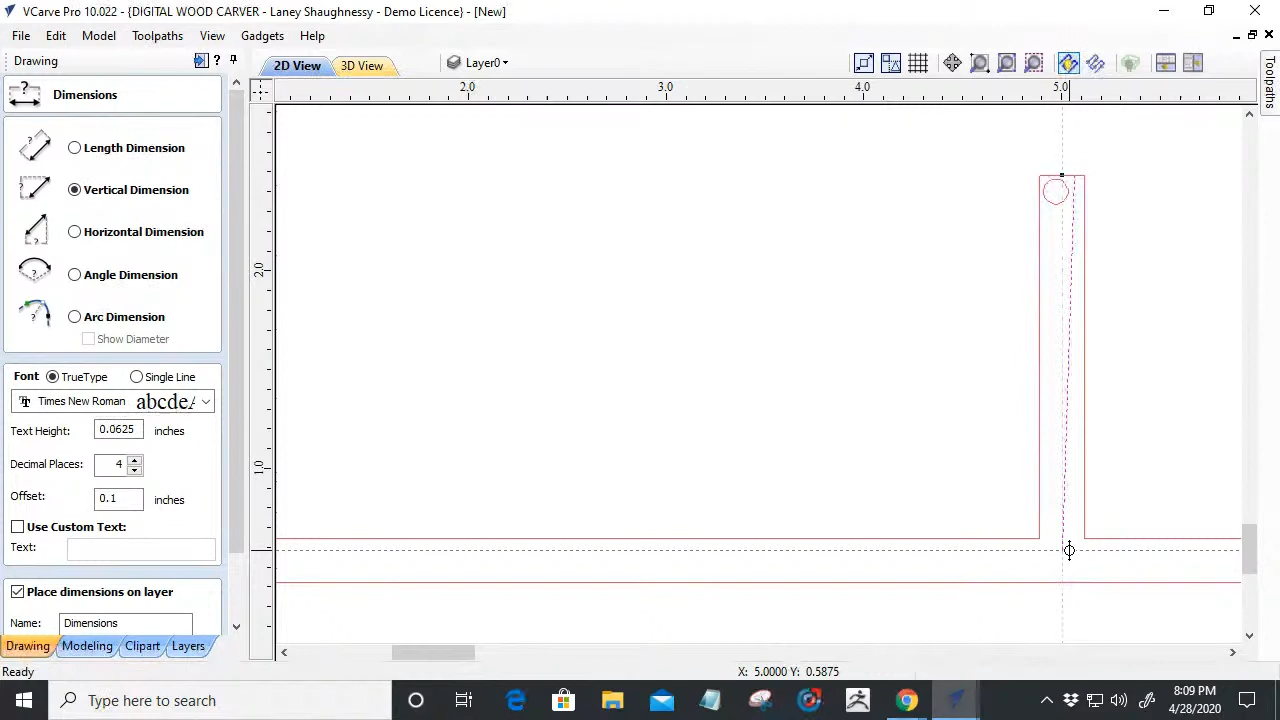 VCarve Pro 10.022 - {DIGITAL WOOD CARVER - Laney Shaughnessy - Demo Licence} - [New]
File Edit Model Toolpaths View Gadgets Help
Drawing ?
2D View 3D View Layer0
Dimensions
2.0 3.0 4.0 5.0
Length Dimension
Vertical Dimension
Horizontal Dimension
Angle Dimension
Arc Dimension
Show Diameter
2.0
1.0
Font TrueType Single Line
Times New Roman abcdeA
Text Height: 0.0625 inches
Decimal Places: 4
Offset: 0.1 inches
Use Custom Text:
Text:
Place dimensions on layer
Name: Dimensions
Drawing Modeling Clipart Layers
Toolpaths
Ready X: 5.0000 Y: 0.5875
Type here to search
8:09 PM
4/28/2020